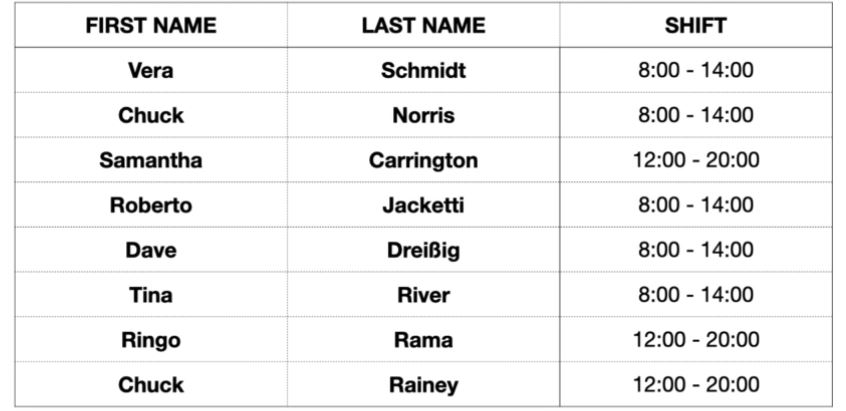 FIRST NAME LAST NAME SHIFT
Vera Schmidt 8:00 - 14:00
Chuck Norris 8:00 - 14:00
Samantha Carrington 12:00 - 20:00
Roberto Jacketti 8:00 - 14:00
Dave Dreißig 8:00 - 14:00
Tina River 8:00 - 14:00
Ringo Rama 12:00 - 20:00
Chuck Rainey 12:00 - 20:00